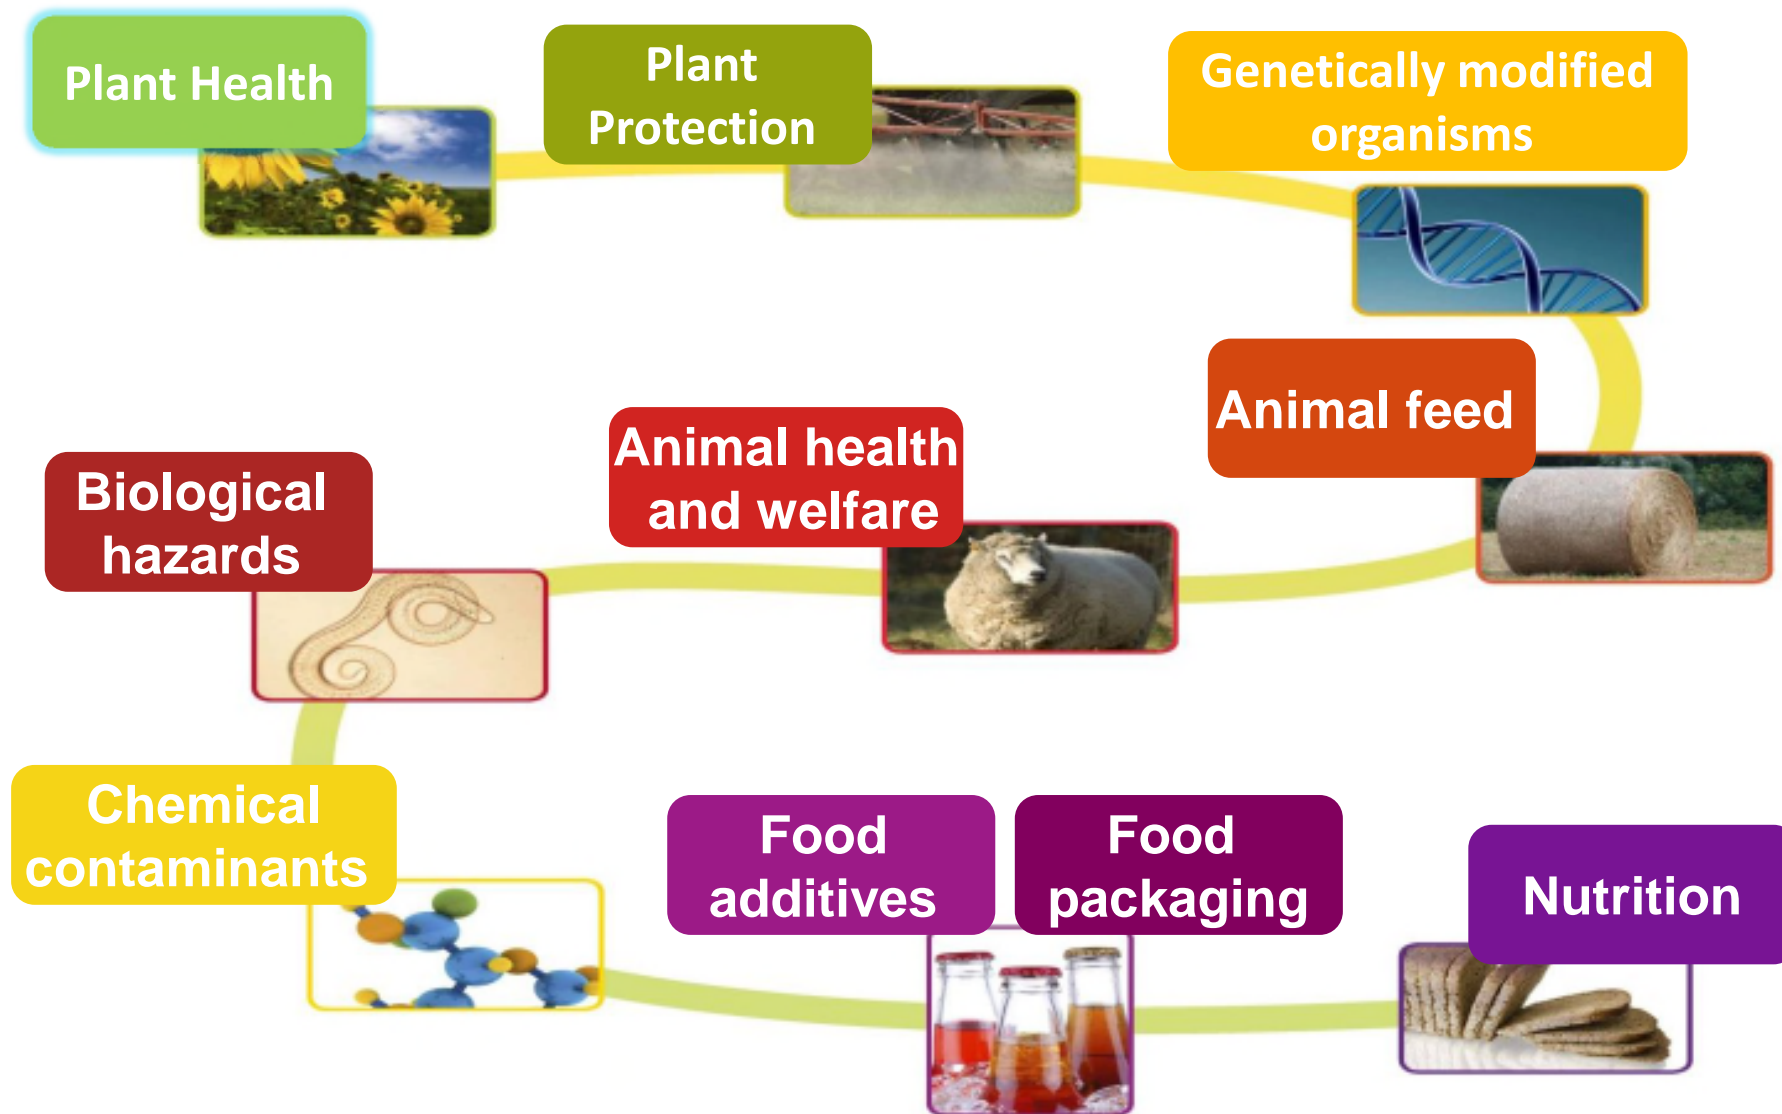 Plant Health
Plant
Protection
Genetically modified
organisms
Animal feed
Animal health
and welfare
Biological
hazards
Chemical
contaminants
Food
additives
Food
packaging
Nutrition